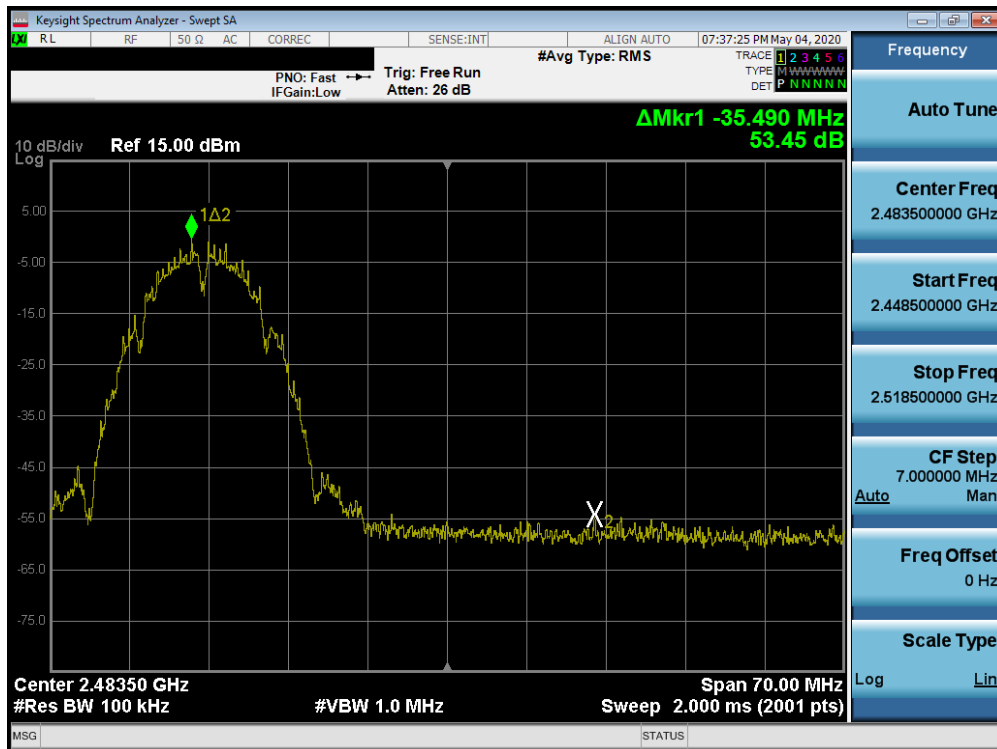 Keysight Spectrum Analyzer - Swept SA
LXI RL RF 50 Ω AC CORREC SENSE:INT ALIGN AUTO 07:37:25 PM May 04, 2020
Frequency
PNO: Fast
IFGain:Low
Trig: Free Run
Atten: 26 dB
#Avg Type: RMS
TRACE 1 2 3 4 5 6
TYPE M WWWWW
DET P N N N N N
ΔMkr1 -35.490 MHz
53.45 dB
10 dB/div Ref 15.00 dBm
Log
5.00
-5.00
-15.0
-25.0
-35.0
-45.0
-55.0
-65.0
-75.0
1Δ2
X2
Center 2.48350 GHz Span 70.00 MHz
#Res BW 100 kHz #VBW 1.0 MHz Sweep 2.000 ms (2001 pts)
MSG STATUS
Auto Tune
Center Freq
2.483500000 GHz
Start Freq
2.448500000 GHz
Stop Freq
2.518500000 GHz
CF Step
7.000000 MHz
Auto Man
Freq Offset
0 Hz
Scale Type
Log Lin